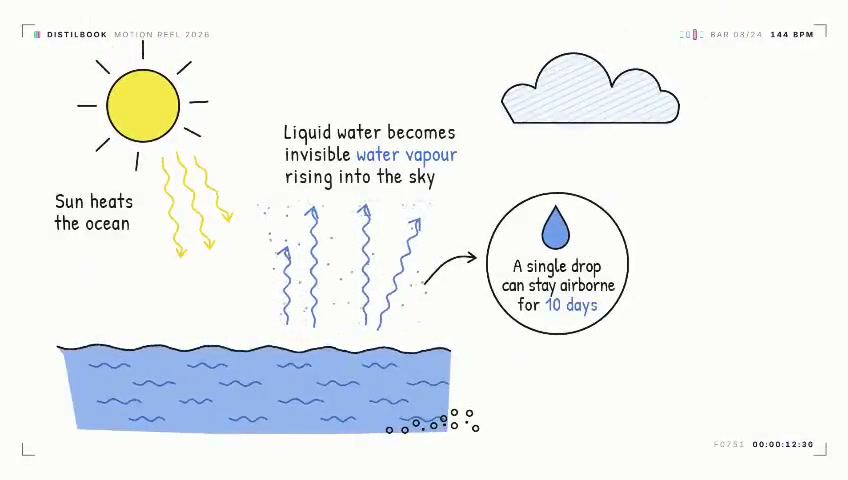 DISTILBOOK MOTION REEL 2026
BAR 08/24 144 BPM
Liquid water becomes
invisible water vapour
rising into the sky
Sun heats
the ocean
A single drop
can stay airborne
for 10 days
F0751 00:00:12:30